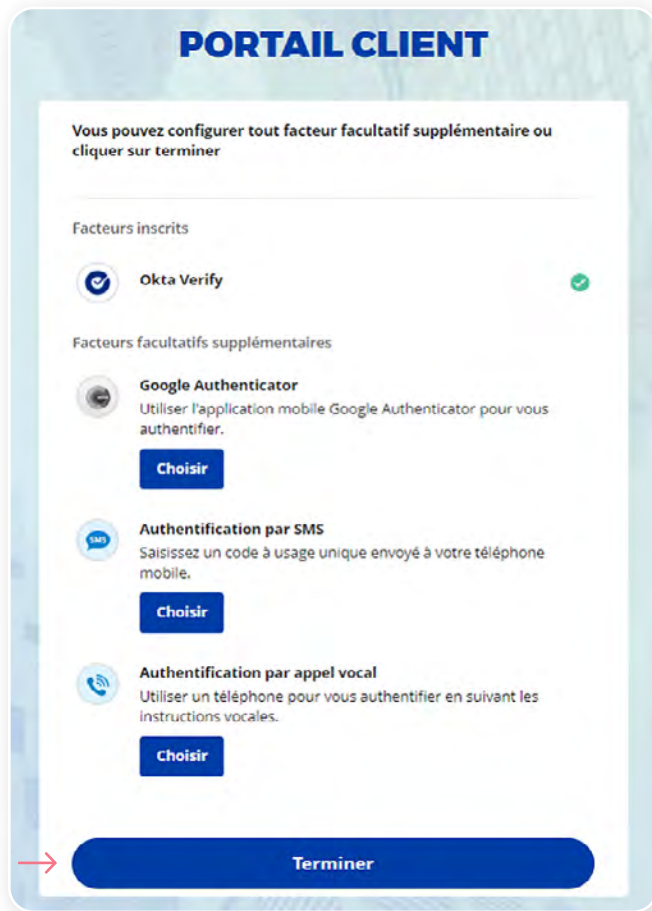 PORTAIL CLIENT
Vous pouvez configurer tout facteur facultatif supplémentaire ou
cliquer sur terminer
Facteurs inscrits
Okta Verify
Facteurs facultatifs supplémentaires
Google Authenticator
Utiliser l'application mobile Google Authenticator pour vous
authentifier.
Choisir
SMS
Authentification par SMS
Saisissez un code à usage unique envoyé à votre téléphone
mobile.
Choisir
Authentification par appel vocal
Utiliser un téléphone pour vous authentifier en suivant les
instructions vocales.
Choisir
Terminer